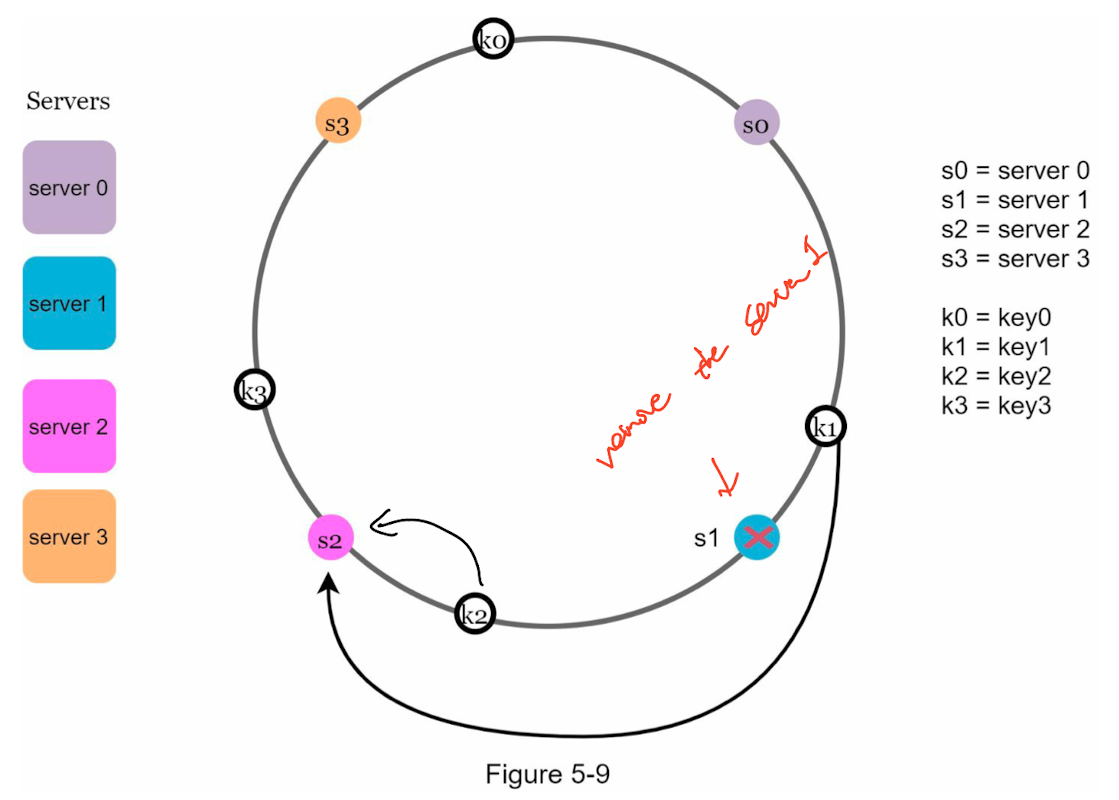 k0
s3
s0
Servers
server 0
server 1
server 2
server 3
s0 = server 0
s1 = server 1
s2 = server 2
s3 = server 3
k0 = key0
k1 = key1
k2 = key2
k3 = key3
remove the server 1
k3
k1
s2
s1
k2
Figure 5-9